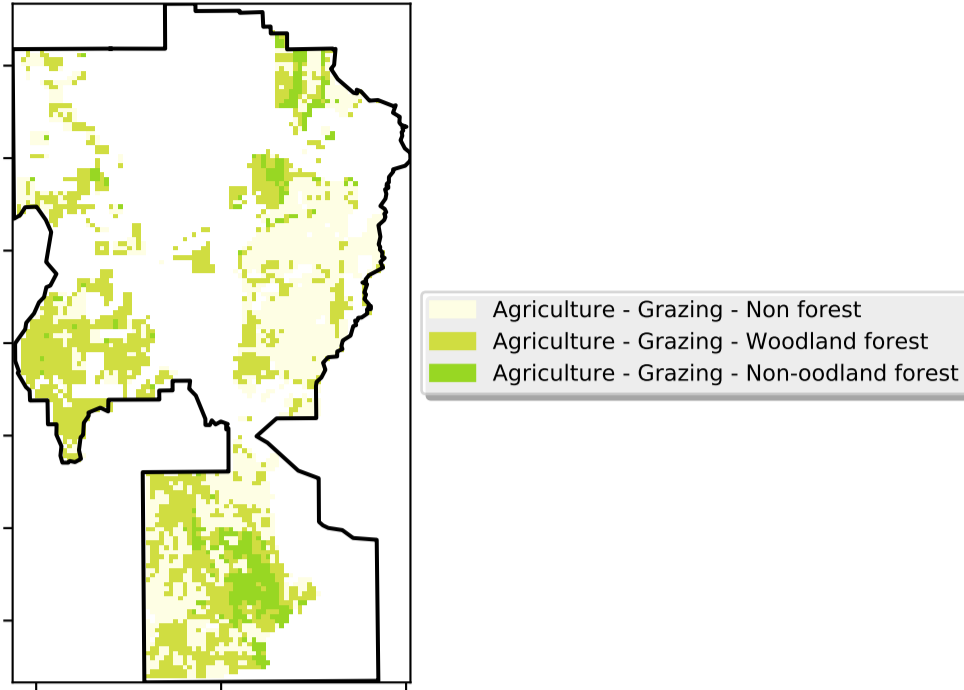 Agriculture - Grazing - Non forest
Agriculture - Grazing - Woodland forest
Agriculture - Grazing - Non-oodland forest